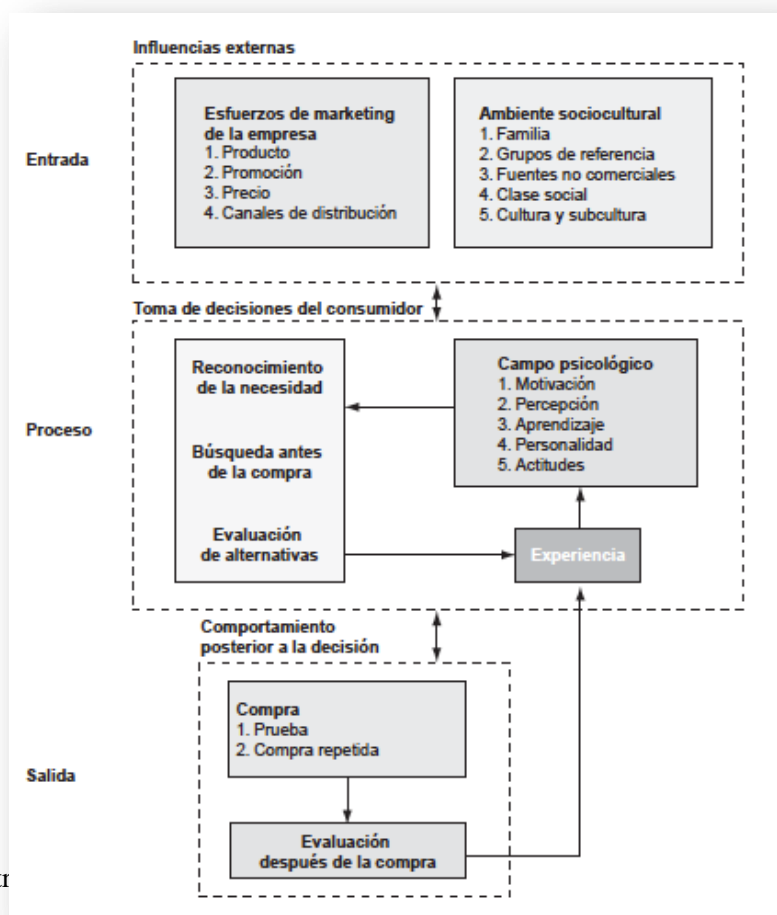 Influencias externas
Entrada
Esfuerzos de marketing
de la empresa
1. Producto
2. Promoción
3. Precio
4. Canales de distribución
Ambiente sociocultural
1. Familia
2. Grupos de referencia
3. Fuentes no comerciales
4. Clase social
5. Cultura y subcultura
Toma de decisiones del consumidor
Proceso
Reconocimiento
de la necesidad
Búsqueda antes
de la compra
Evaluación
de alternativas
Campo psicológico
1. Motivación
2. Percepción
3. Aprendizaje
4. Personalidad
5. Actitudes
Experiencia
Comportamiento
posterior a la decisión
Salida
Compra
1. Prueba
2. Compra repetida
Evaluación
después de la compra